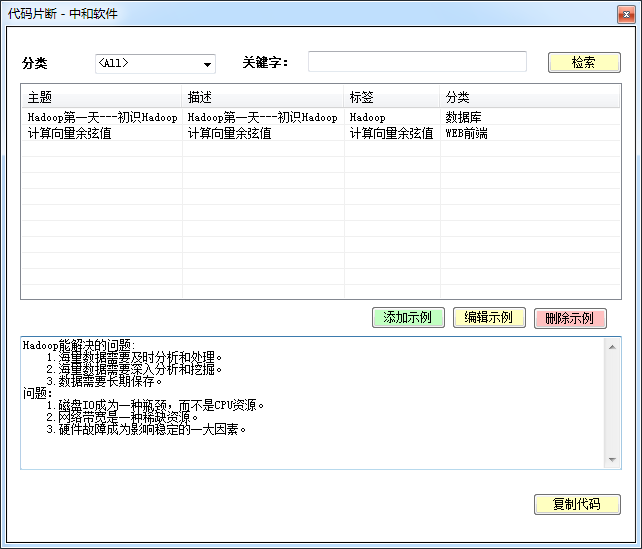 代码片断 - 中和软件
分类 <All> 关键字： 检索
主题 描述 标签 分类
Hadoop第一天---初识Hadoop Hadoop第一天---初识Hadoop Hadoop 数据库
计算向量余弦值 计算向量余弦值 计算向量余弦值 WEB前端
添加示例 编辑示例 删除示例
Hadoop能解决的问题:
1.海量数据需要及时分析和处理。
2.海量数据需要深入分析和挖掘。
3.数据需要长期保存。
问题:
1.磁盘IO成为一种瓶颈，而不是CPU资源。
2.网络带宽是一种稀缺资源。
3.硬件故障成为影响稳定的一大因素。
复制代码